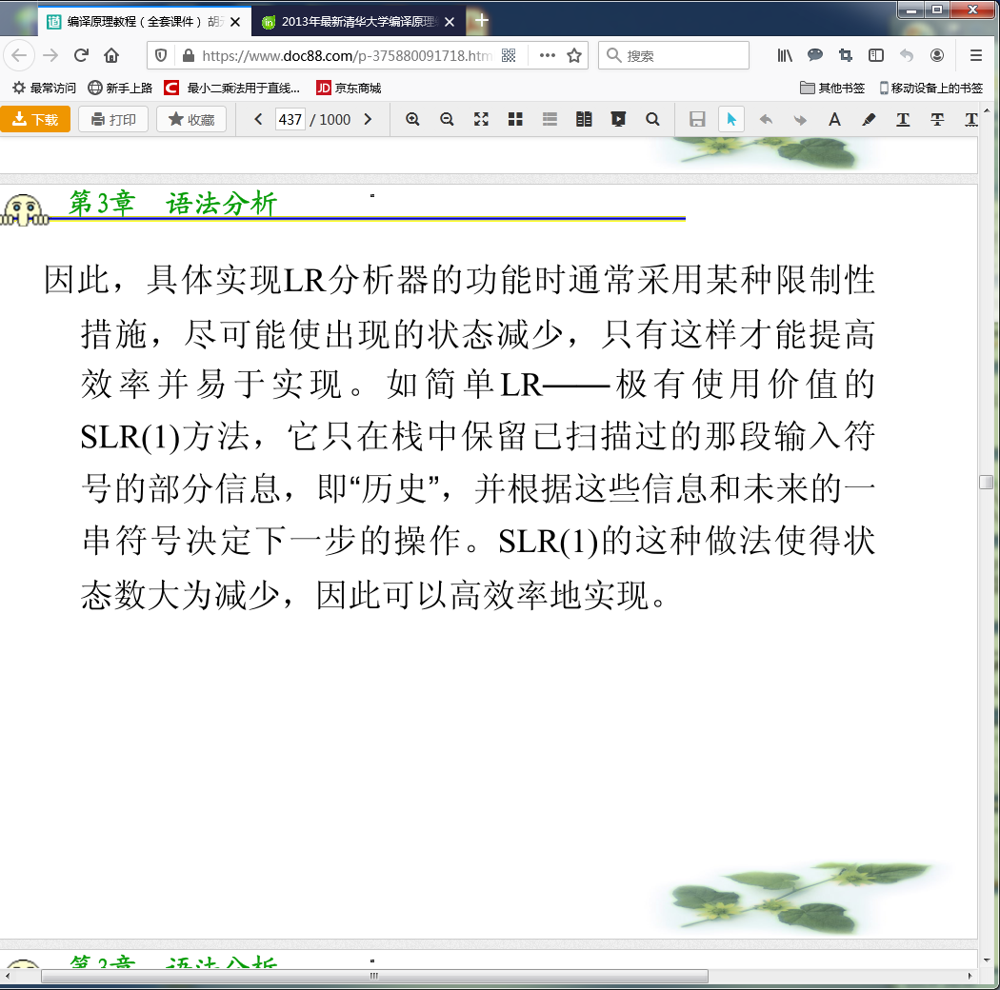 编译原理教程（全套课件）胡
2013年最新清华大学编译原理
https://www.doc88.com/p-375880091718.htm
搜索
最常访问 新手上路 最小二乘法用于直线... 京东商城 其他书签 移动设备上的书签
下载 打印 收藏 437 / 1000
第3章 语法分析
因此，具体实现LR分析器的功能时通常采用某种限制性
措施，尽可能使出现的状态减少，只有这样才能提高
效率并易于实现。如简单LR——极有使用价值的
SLR(1)方法，它只在栈中保留已扫描过的那段输入符
号的部分信息，即“历史”，并根据这些信息和未来的一
串符号决定下一步的操作。SLR(1)的这种做法使得状
态数大为减少，因此可以高效率地实现。
第3章 语法分析